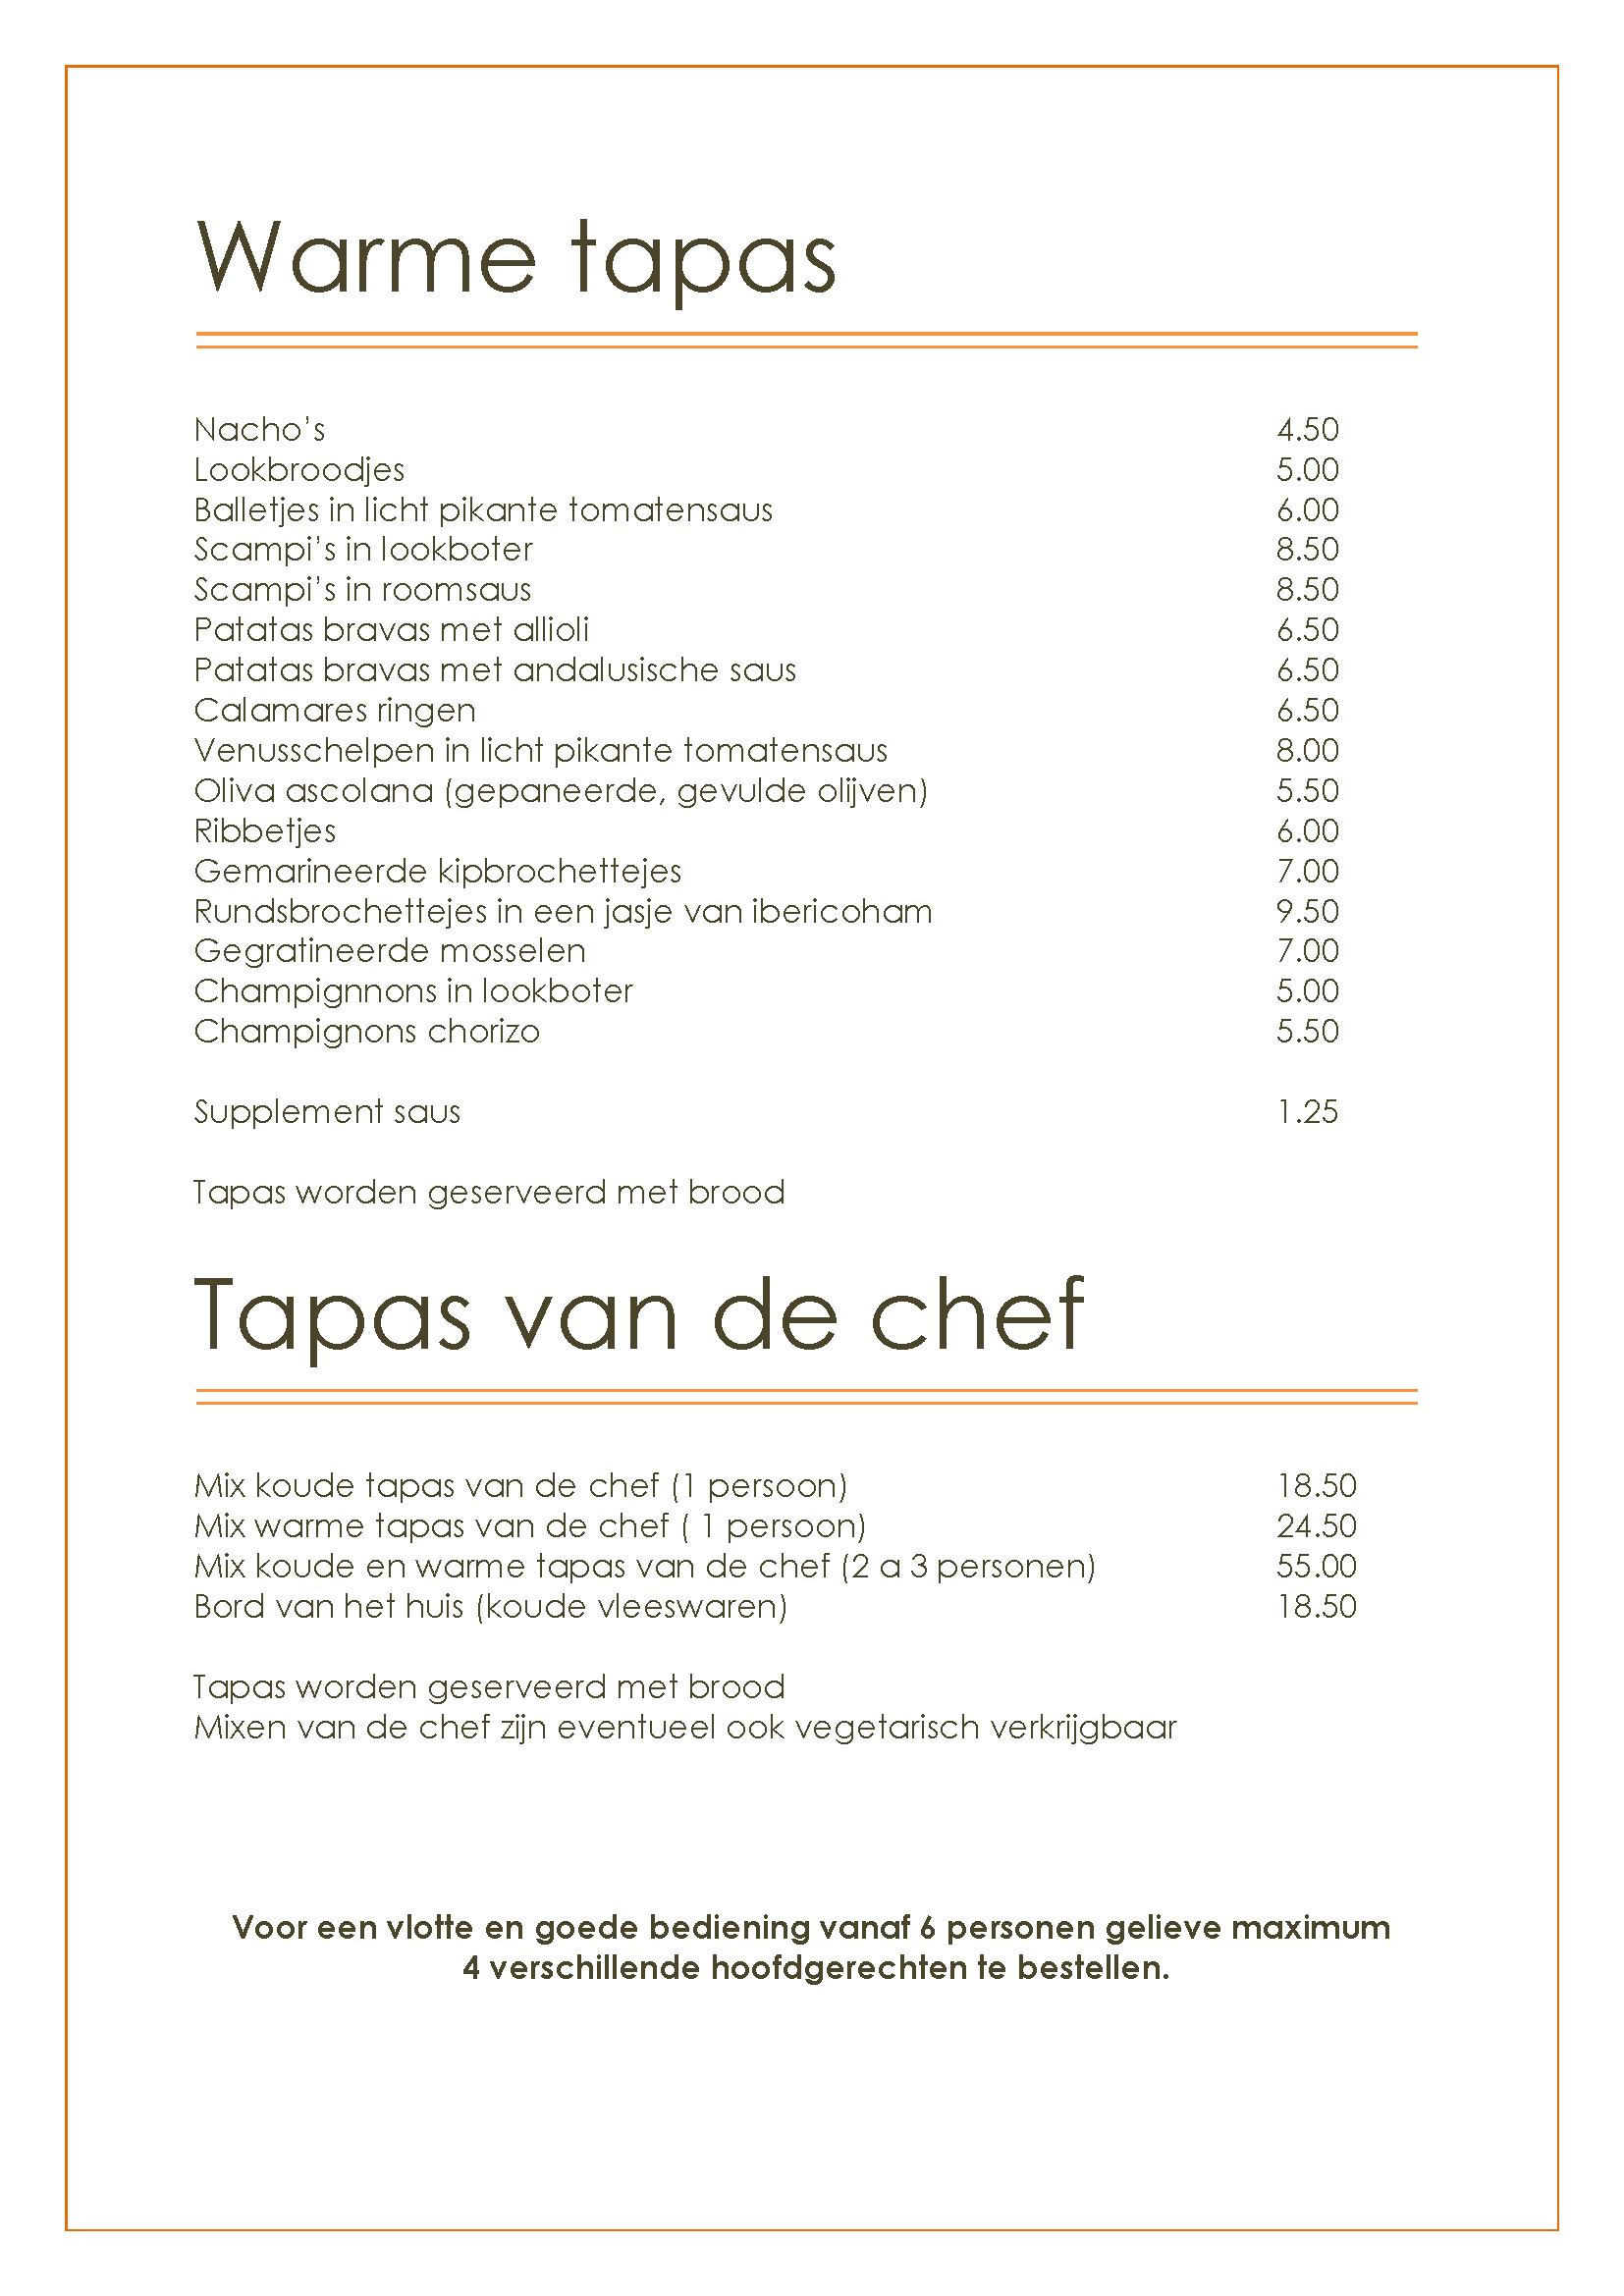 Warme tapas
Nacho's 4.50
Lookbroodjes 5.00
Balletjes in licht pikante tomatensaus 6.00
Scampi's in lookboter 8.50
Scampi's in roomsaus 8.50
Patatas bravas met allioli 6.50
Patatas bravas met andalusische saus 6.50
Calamares ringen 6.50
Venusschelpen in licht pikante tomatensaus 8.00
Oliva ascolana (gepaneerde, gevulde olijven) 5.50
Ribbetjes 6.00
Gemarineerde kipbrochettejes 7.00
Rundsbrochettejes in een jasje van ibericoham 9.50
Gegratineerde mosselen 7.00
Champignnons in lookboter 5.00
Champignons chorizo 5.50
Supplement saus 1.25
Tapas worden geserveerd met brood
Tapas van de chef
Mix koude tapas van de chef (1 persoon) 18.50
Mix warme tapas van de chef ( 1 persoon) 24.50
Mix koude en warme tapas van de chef (2 a 3 personen) 55.00
Bord van het huis (koude vleeswaren) 18.50
Tapas worden geserveerd met brood
Mixen van de chef zijn eventueel ook vegetarisch verkrijgbaar
Voor een vlotte en goede bediening vanaf 6 personen gelieve maximum
4 verschillende hoofdgerechten te bestellen.